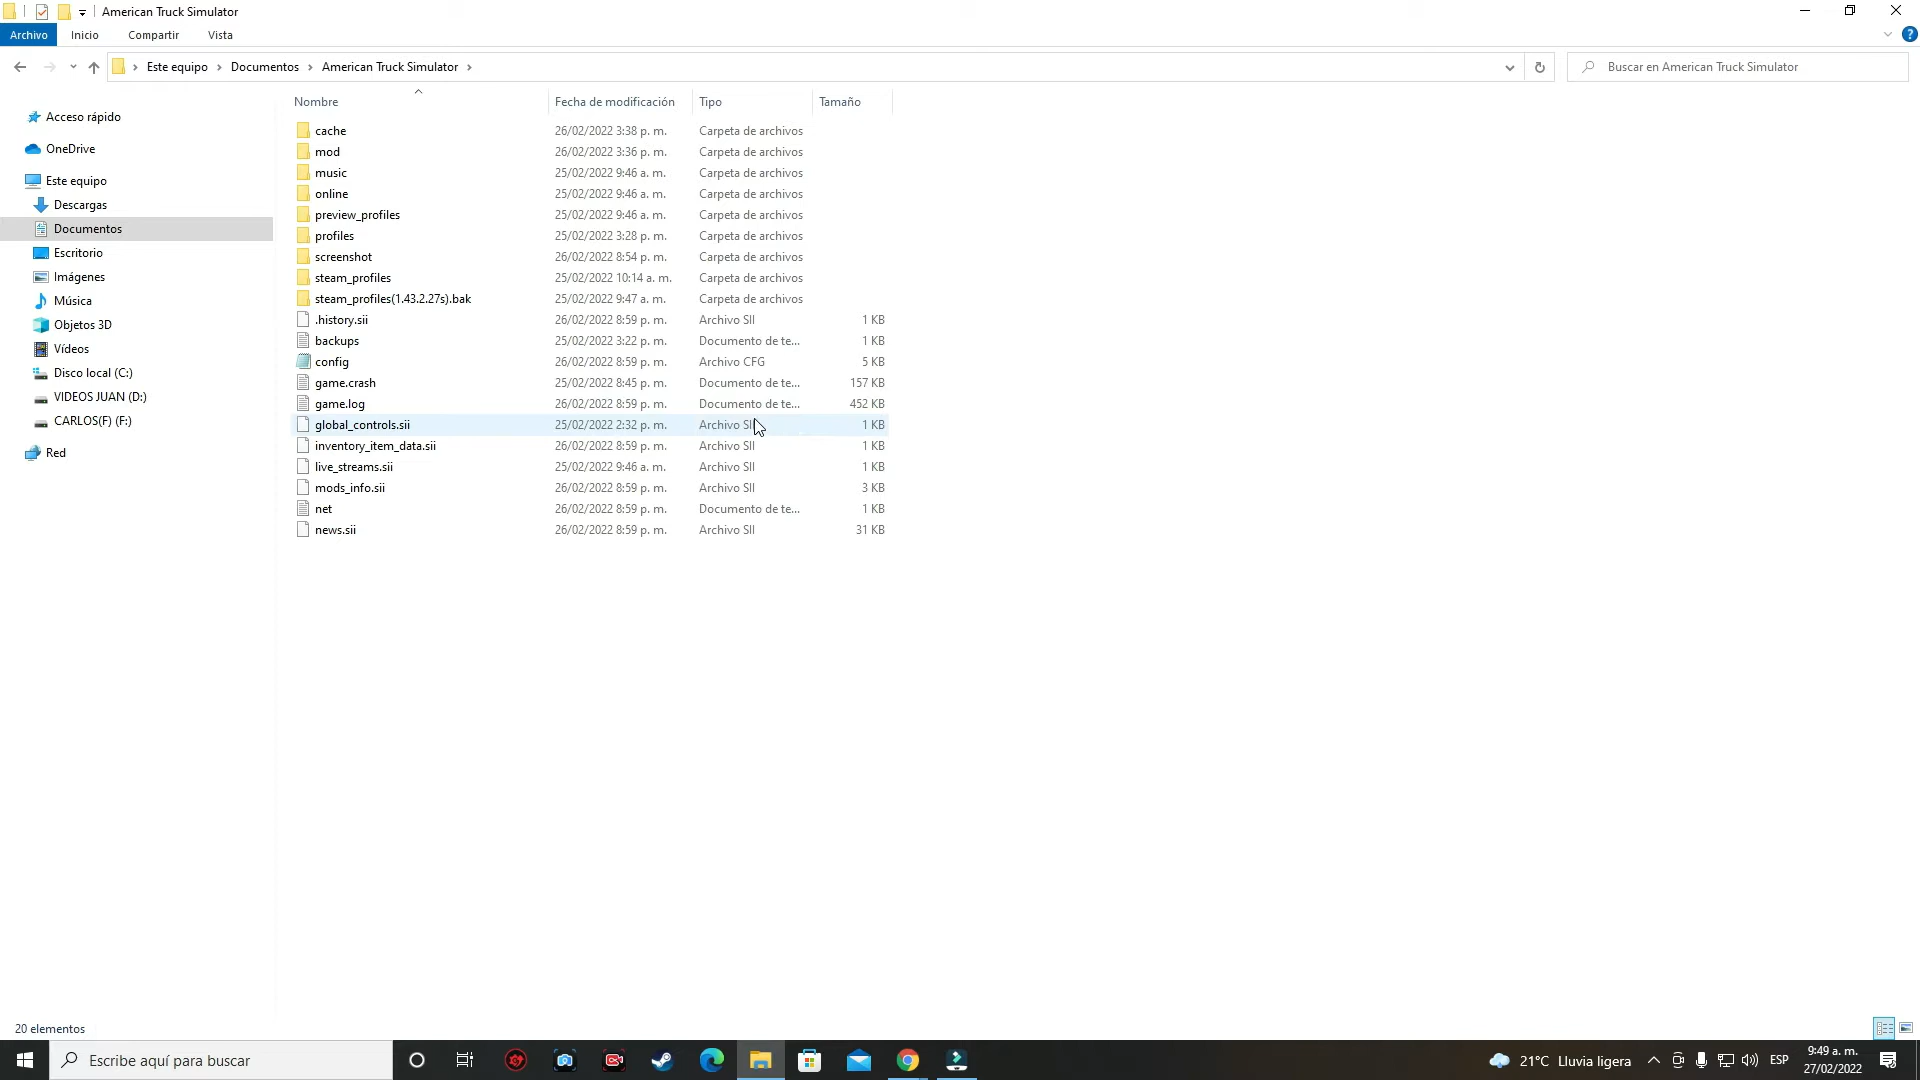 American Truck Simulator
Archivo Inicio Compartir Vista
Este equipo Documentos American Truck Simulator
Buscar en American Truck Simulator
Acceso rápido
OneDrive
Este equipo
Descargas
Documentos
Escritorio
Imágenes
Música
Objetos 3D
Vídeos
Disco local (C:)
VIDEOS JUAN (D:)
CARLOS(F) (F:)
Red
Nombre Fecha de modificación Tipo Tamaño
cache 26/02/2022 3:38 p. m. Carpeta de archivos
mod 26/02/2022 3:36 p. m. Carpeta de archivos
music 25/02/2022 9:46 a. m. Carpeta de archivos
online 25/02/2022 9:46 a. m. Carpeta de archivos
preview_profiles 25/02/2022 9:46 a. m. Carpeta de archivos
profiles 25/02/2022 3:28 p. m. Carpeta de archivos
screenshot 26/02/2022 8:54 p. m. Carpeta de archivos
steam_profiles 25/02/2022 10:14 a. m. Carpeta de archivos
steam_profiles(1.43.2.27s).bak 25/02/2022 9:47 a. m. Carpeta de archivos
.history.sii 26/02/2022 8:59 p. m. Archivo SII 1 KB
backups 25/02/2022 3:22 p. m. Documento de te... 1 KB
config 26/02/2022 8:59 p. m. Archivo CFG 5 KB
game.crash 25/02/2022 8:45 p. m. Documento de te... 157 KB
game.log 26/02/2022 8:59 p. m. Documento de te... 452 KB
global_controls.sii 25/02/2022 2:32 p. m. Archivo SII 1 KB
inventory_item_data.sii 26/02/2022 8:59 p. m. Archivo SII 1 KB
live_streams.sii 25/02/2022 9:46 a. m. Archivo SII 1 KB
mods_info.sii 26/02/2022 8:59 p. m. Archivo SII 3 KB
net 26/02/2022 8:59 p. m. Documento de te... 1 KB
news.sii 26/02/2022 8:59 p. m. Archivo SII 31 KB
20 elementos
Escribe aquí para buscar
21°C Lluvia ligera
ESP
9:49 a. m.
27/02/2022